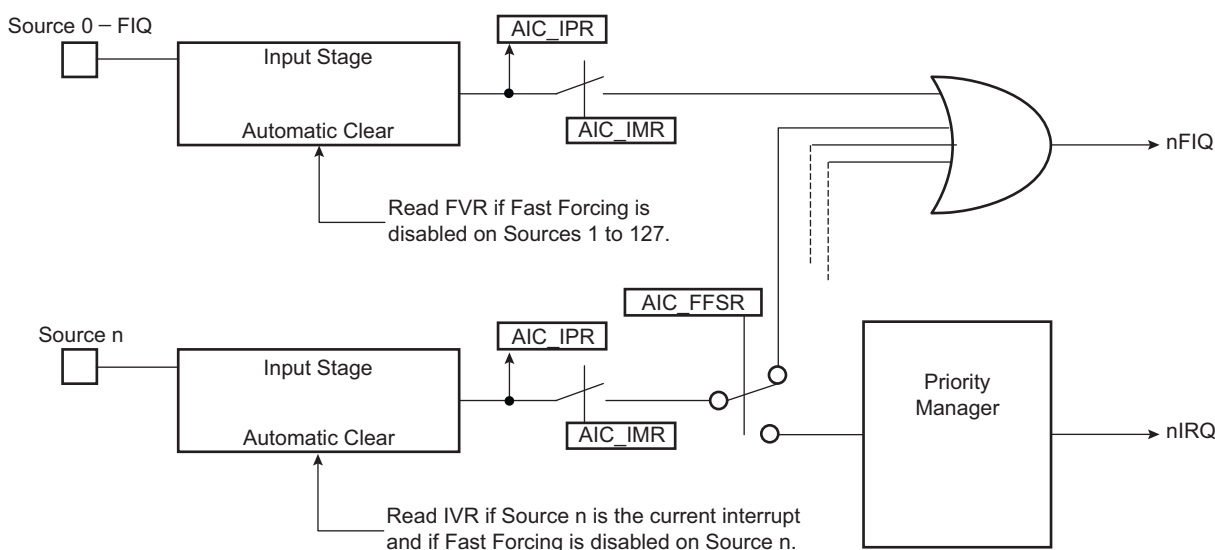 Source 0 – FIQ
AIC_IPR
Input Stage
Automatic Clear
AIC_IMR
nFIQ
Read FVR if Fast Forcing is
disabled on Sources 1 to 127.
AIC_FFSR
Source n
AIC_IPR
Input Stage
Automatic Clear
AIC_IMR
Priority
Manager
nIRQ
Read IVR if Source n is the current interrupt
and if Fast Forcing is disabled on Source n.